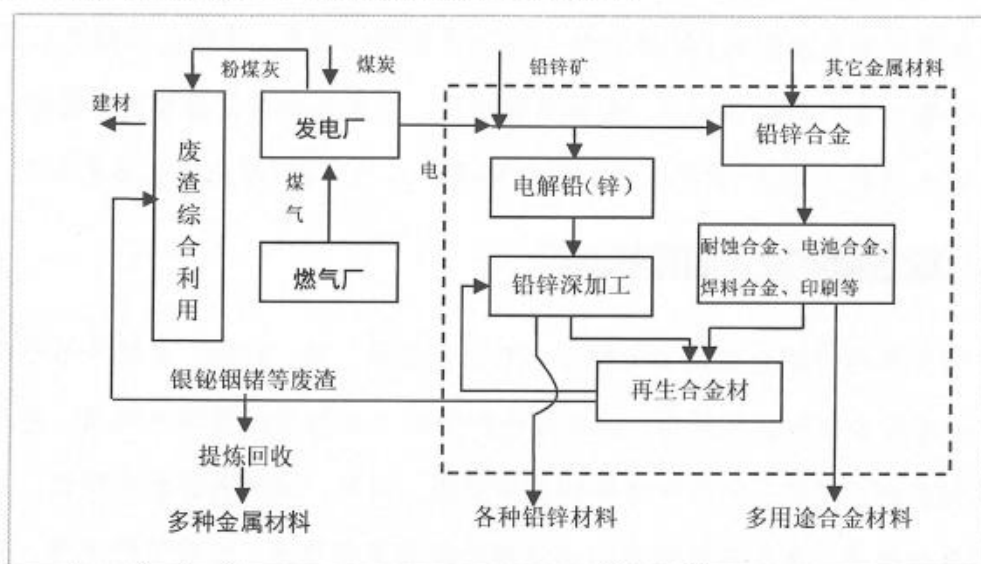 粉煤灰
煤炭
铅锌矿
其它金属材料
建材
发电厂
铅锌合金
废渣综合利用
煤气
电
电解铅(锌)
燃气厂
铅锌深加工
耐蚀合金、电池合金、
焊料合金、印刷等
银铋铟锗等废渣
再生合金材
提炼回收
多种金属材料
各种铅锌材料
多用途合金材料